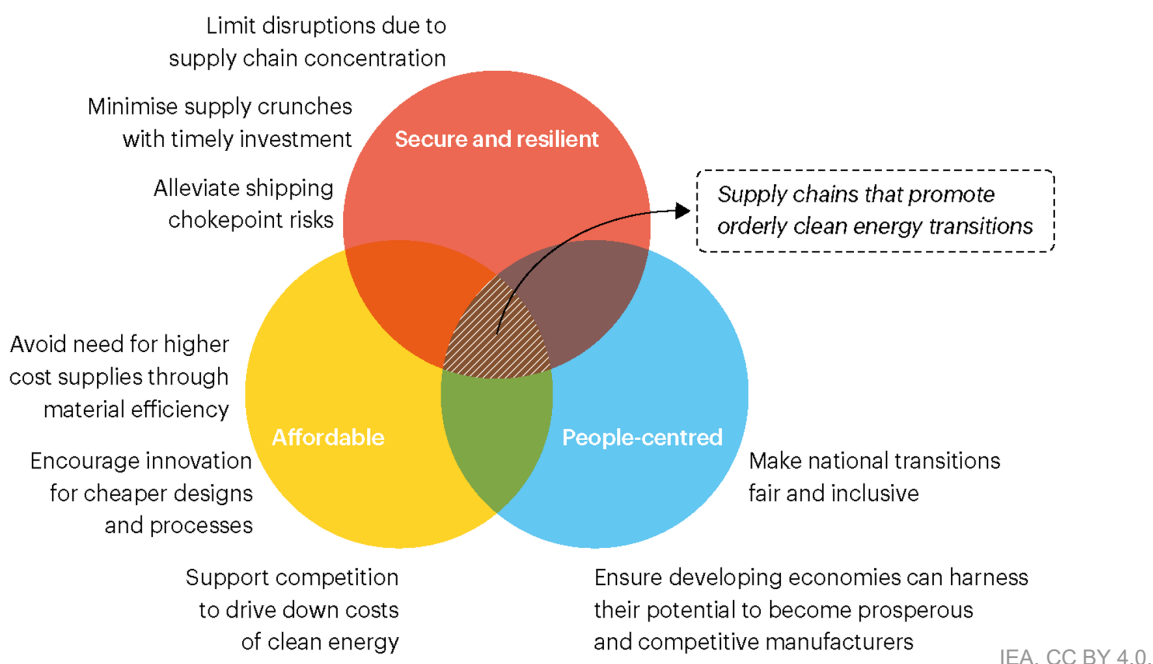 Limit disruptions due to
supply chain concentration
Minimise supply crunches
with timely investment
Secure and resilient
Alleviate shipping
chokepoint risks
Supply chains that promote
orderly clean energy transitions
Avoid need for higher
cost supplies through
material efficiency
Affordable
People-centred
Encourage innovation
for cheaper designs
and processes
Make national transitions
fair and inclusive
Support competition
to drive down costs
of clean energy
Ensure developing economies can harness
their potential to become prosperous
and competitive manufacturers
IEA. CC BY 4.0.